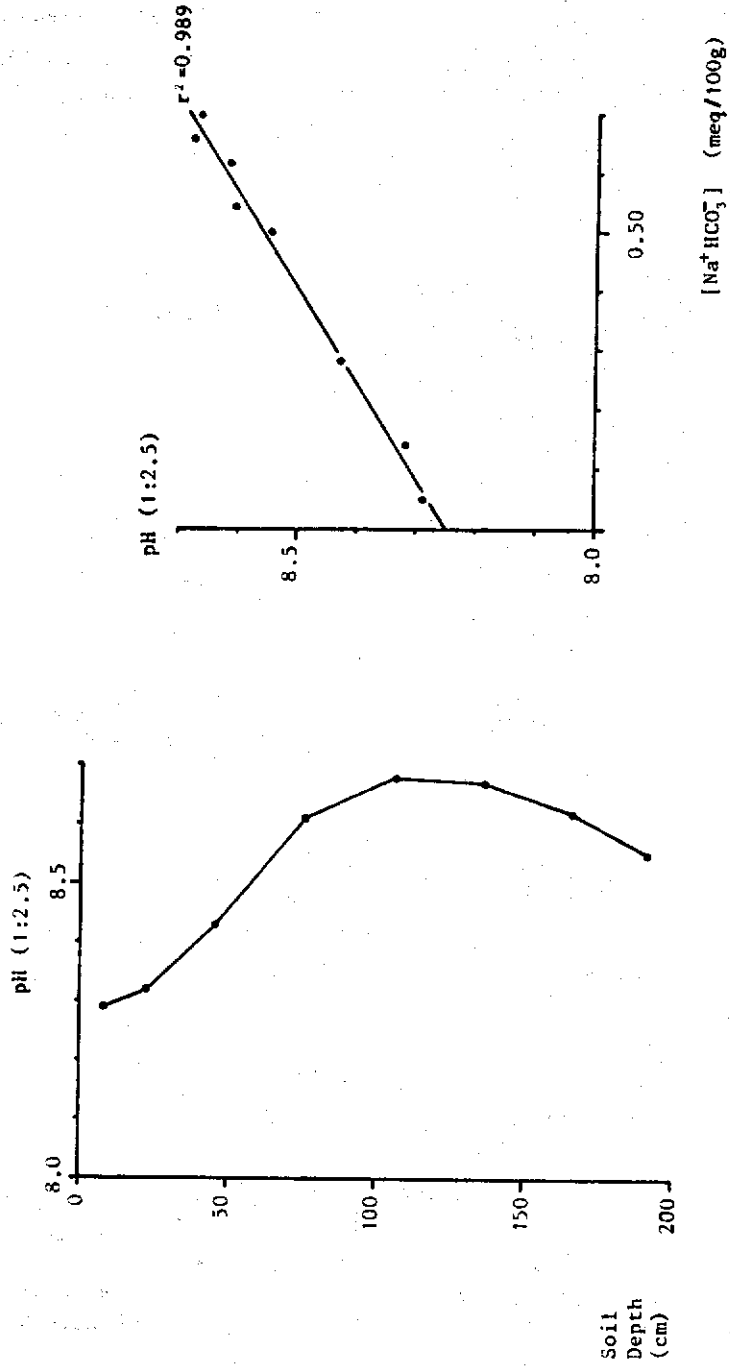 pH (1:2.5)
8.0
8.5
0
50
100
150
200
Soil
Depth
(cm)
pH (1:2.5)
8.5
8.0
r²=0.989
0.50
[Na⁺HCO₃⁻] (meq/100g)